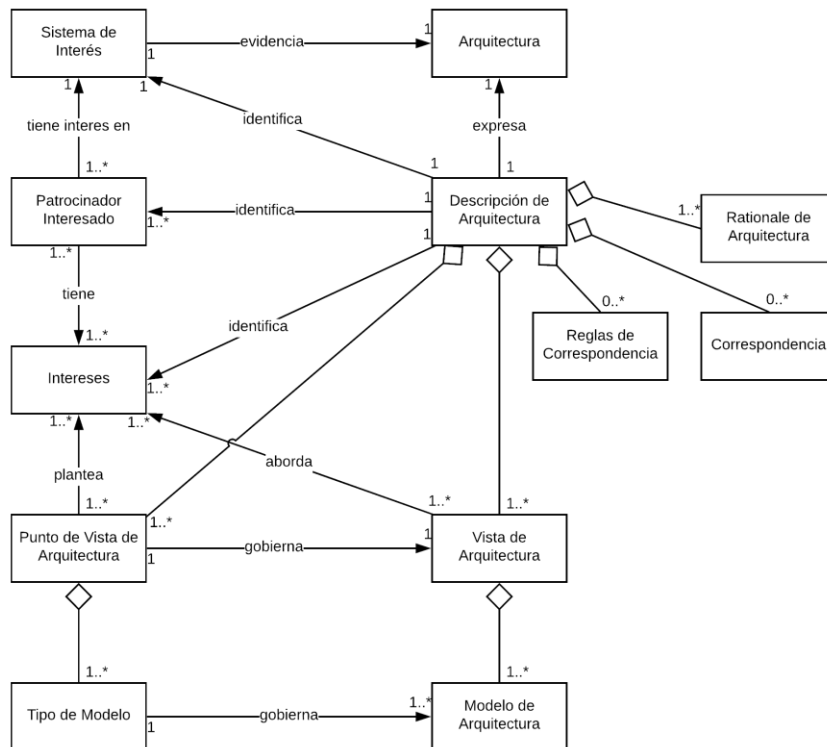 Sistema de
Interés
1
evidencia
1
Arquitectura
1
1
1
tiene interes en
identifica
expresa
1..*
1
1
Patrocinador
Interesado
1..*
identifica
1
Descripción de
Arquitectura
1
1..*
Rationale de
Arquitectura
1..*
tiene
0..*
0..*
identifica
Reglas de
Correspondencia
Correspondencia
1..*
Intereses
1..*
1..*
1..*
aborda
plantea
1..*
1..*
1..*
1..*
Punto de Vista de
Arquitectura
1
gobierna
1
Vista de
Arquitectura
1..*
1..*
Tipo de Modelo
1
gobierna
1..*
Modelo de
Arquitectura